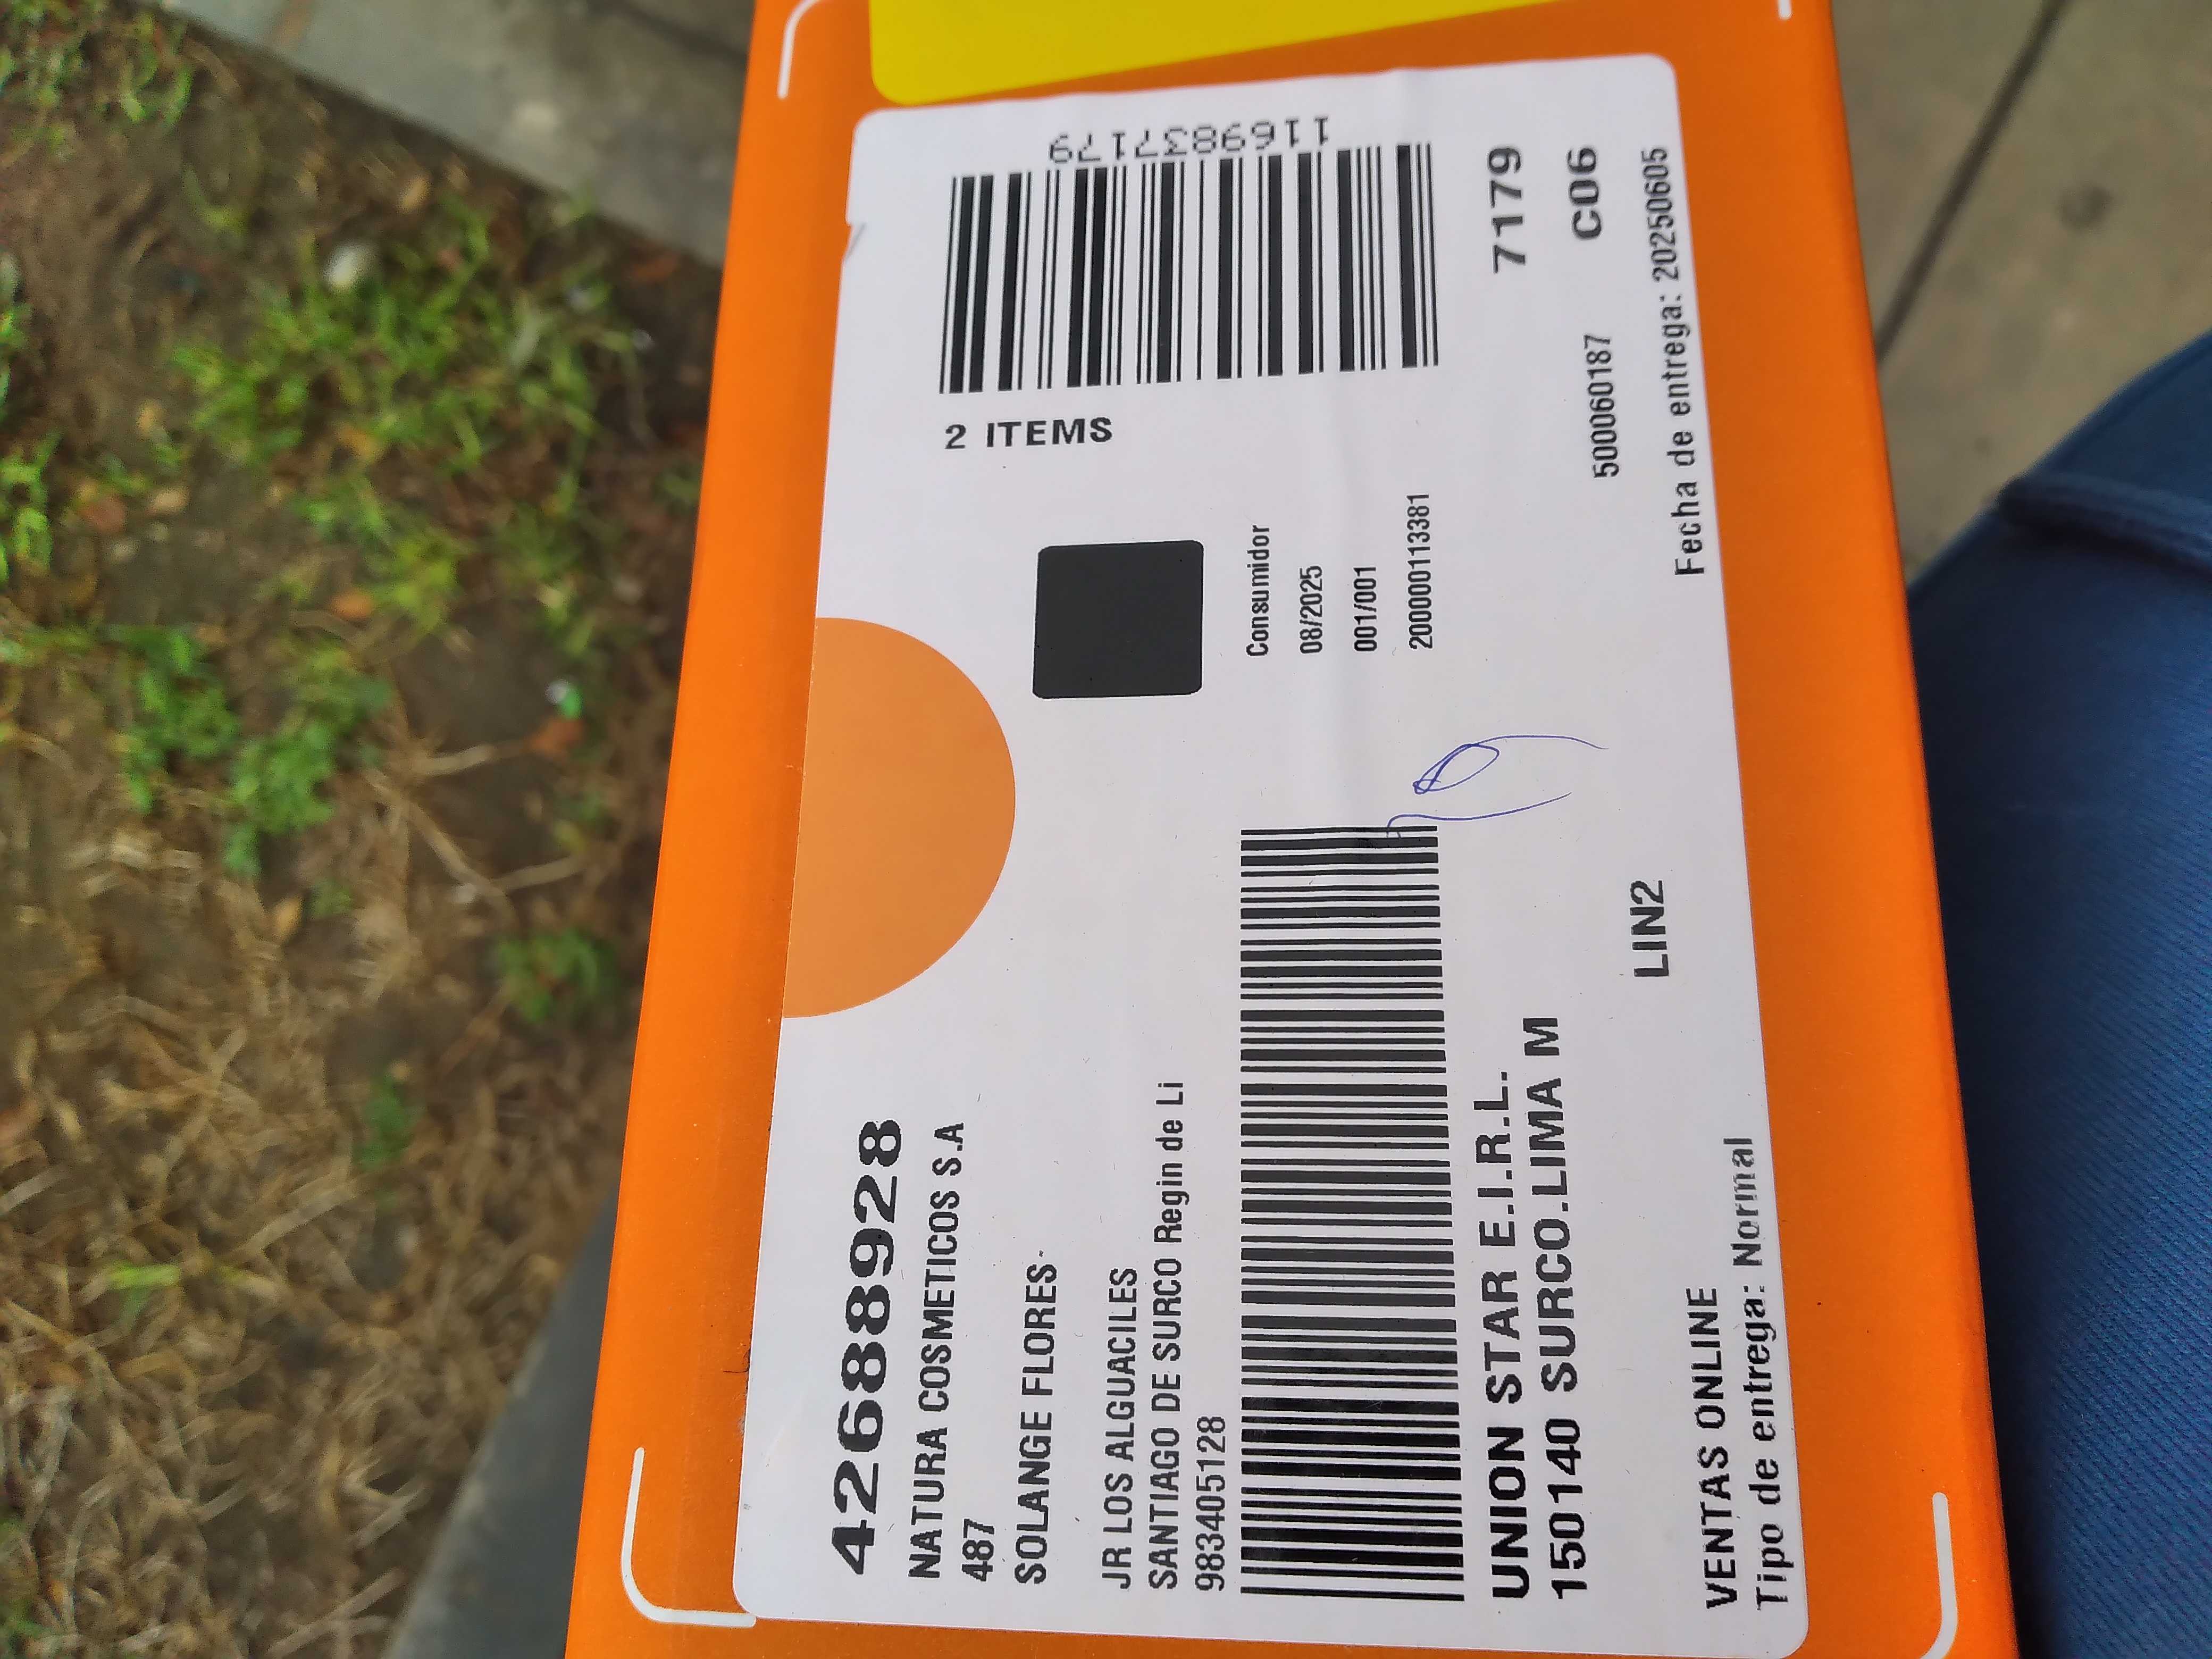 42688928
NATURA COSMETICOS S.A
487
SOLANGE FLORES-
JR LOS ALGUACILES
SANTIAGO DE SURCO Regin de Li
983405128
2 ITEMS
1169837179
Consumidor
08/2025
001/001
200000113381
UNION STAR E.I.R.L.
150140 SURCO.LIMA M
7179
C06
500060187
LIN2
VENTAS ONLINE
Tipo de entrega: Normal
Fecha de entrega: 20250605